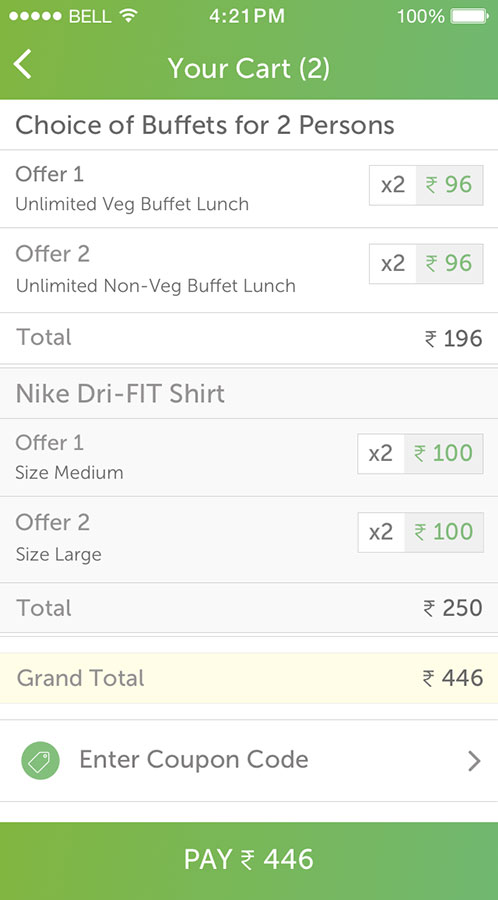 BELL 4:21PM 100%
Your Cart (2)
Choice of Buffets for 2 Persons
Offer 1
Unlimited Veg Buffet Lunch
x2 ₹ 96
Offer 2
Unlimited Non-Veg Buffet Lunch
x2 ₹ 96
Total ₹ 196
Nike Dri-FIT Shirt
Offer 1
Size Medium
x2 ₹ 100
Offer 2
Size Large
x2 ₹ 100
Total ₹ 250
Grand Total ₹ 446
Enter Coupon Code
PAY ₹ 446